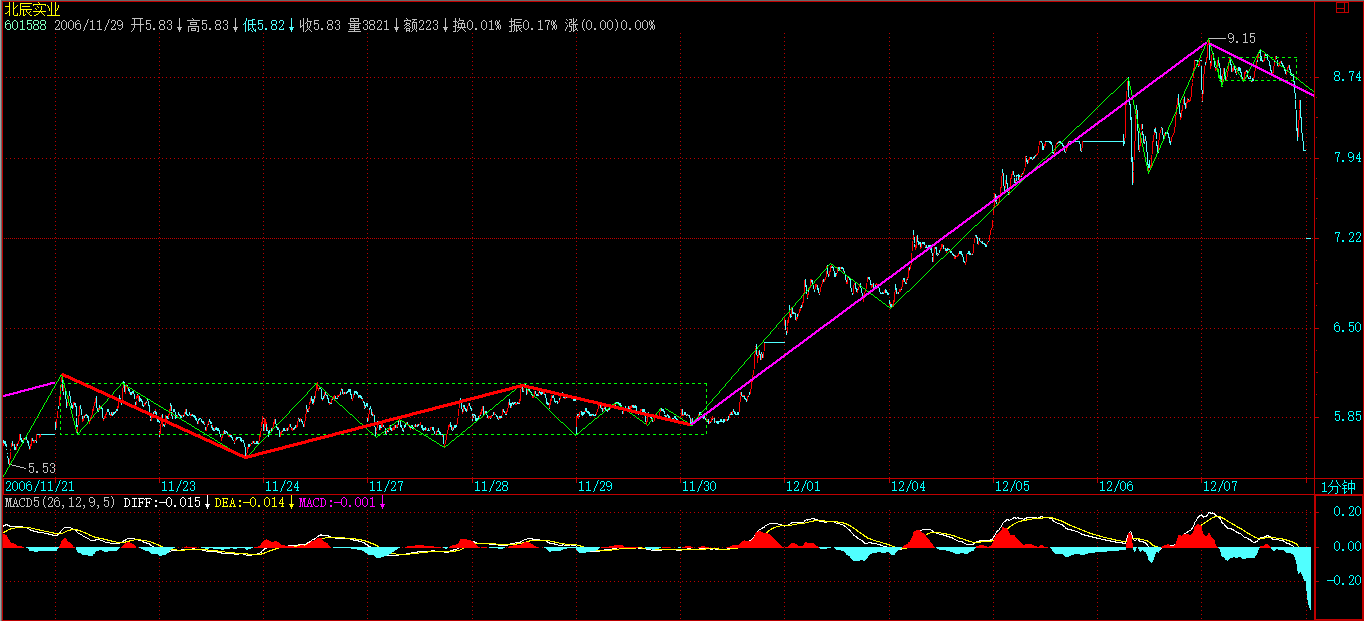 北辰实业
601588 2006/11/29 开5.83↓高5.83↓低5.82↓收5.83 量3821↓额223↓换0.01% 振0.17% 涨(0.00)0.00%
日
9.15
8.74
7.94
7.22
6.50
5.85
5.53
2006/11/21 11/23 11/24 11/27 11/28 11/29 11/30 12/01 12/04 12/05 12/06 12/07 1分钟
MACD5(26,12,9,5) DIFF:-0.015↓ DEA:-0.014↓ MACD:-0.001↓
0.20
0.00
-0.20